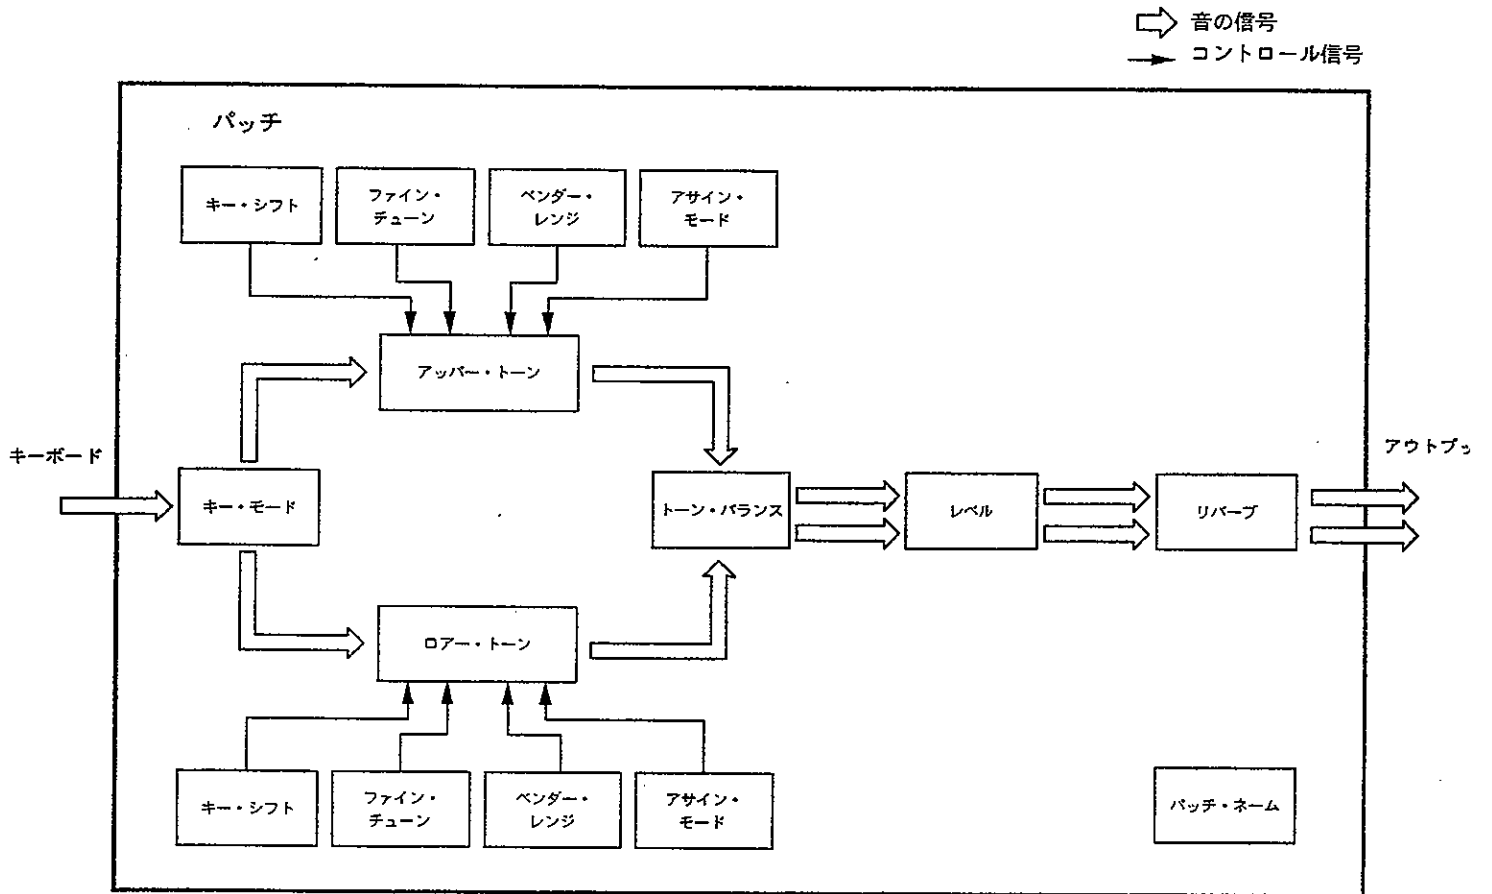 音の信号
コントロール信号
パッチ
キー・シフト
ファイン・
チューン
ベンダー・
レンジ
アサイン・
モード
アッパー・トーン
キーボード
キー・モード
トーン・バランス
レベル
リバーブ
アウトプッ
ロアー・トーン
キー・シフト
ファイン・
チューン
ベンダー・
レンジ
アサイン・
モード
パッチ・ネーム